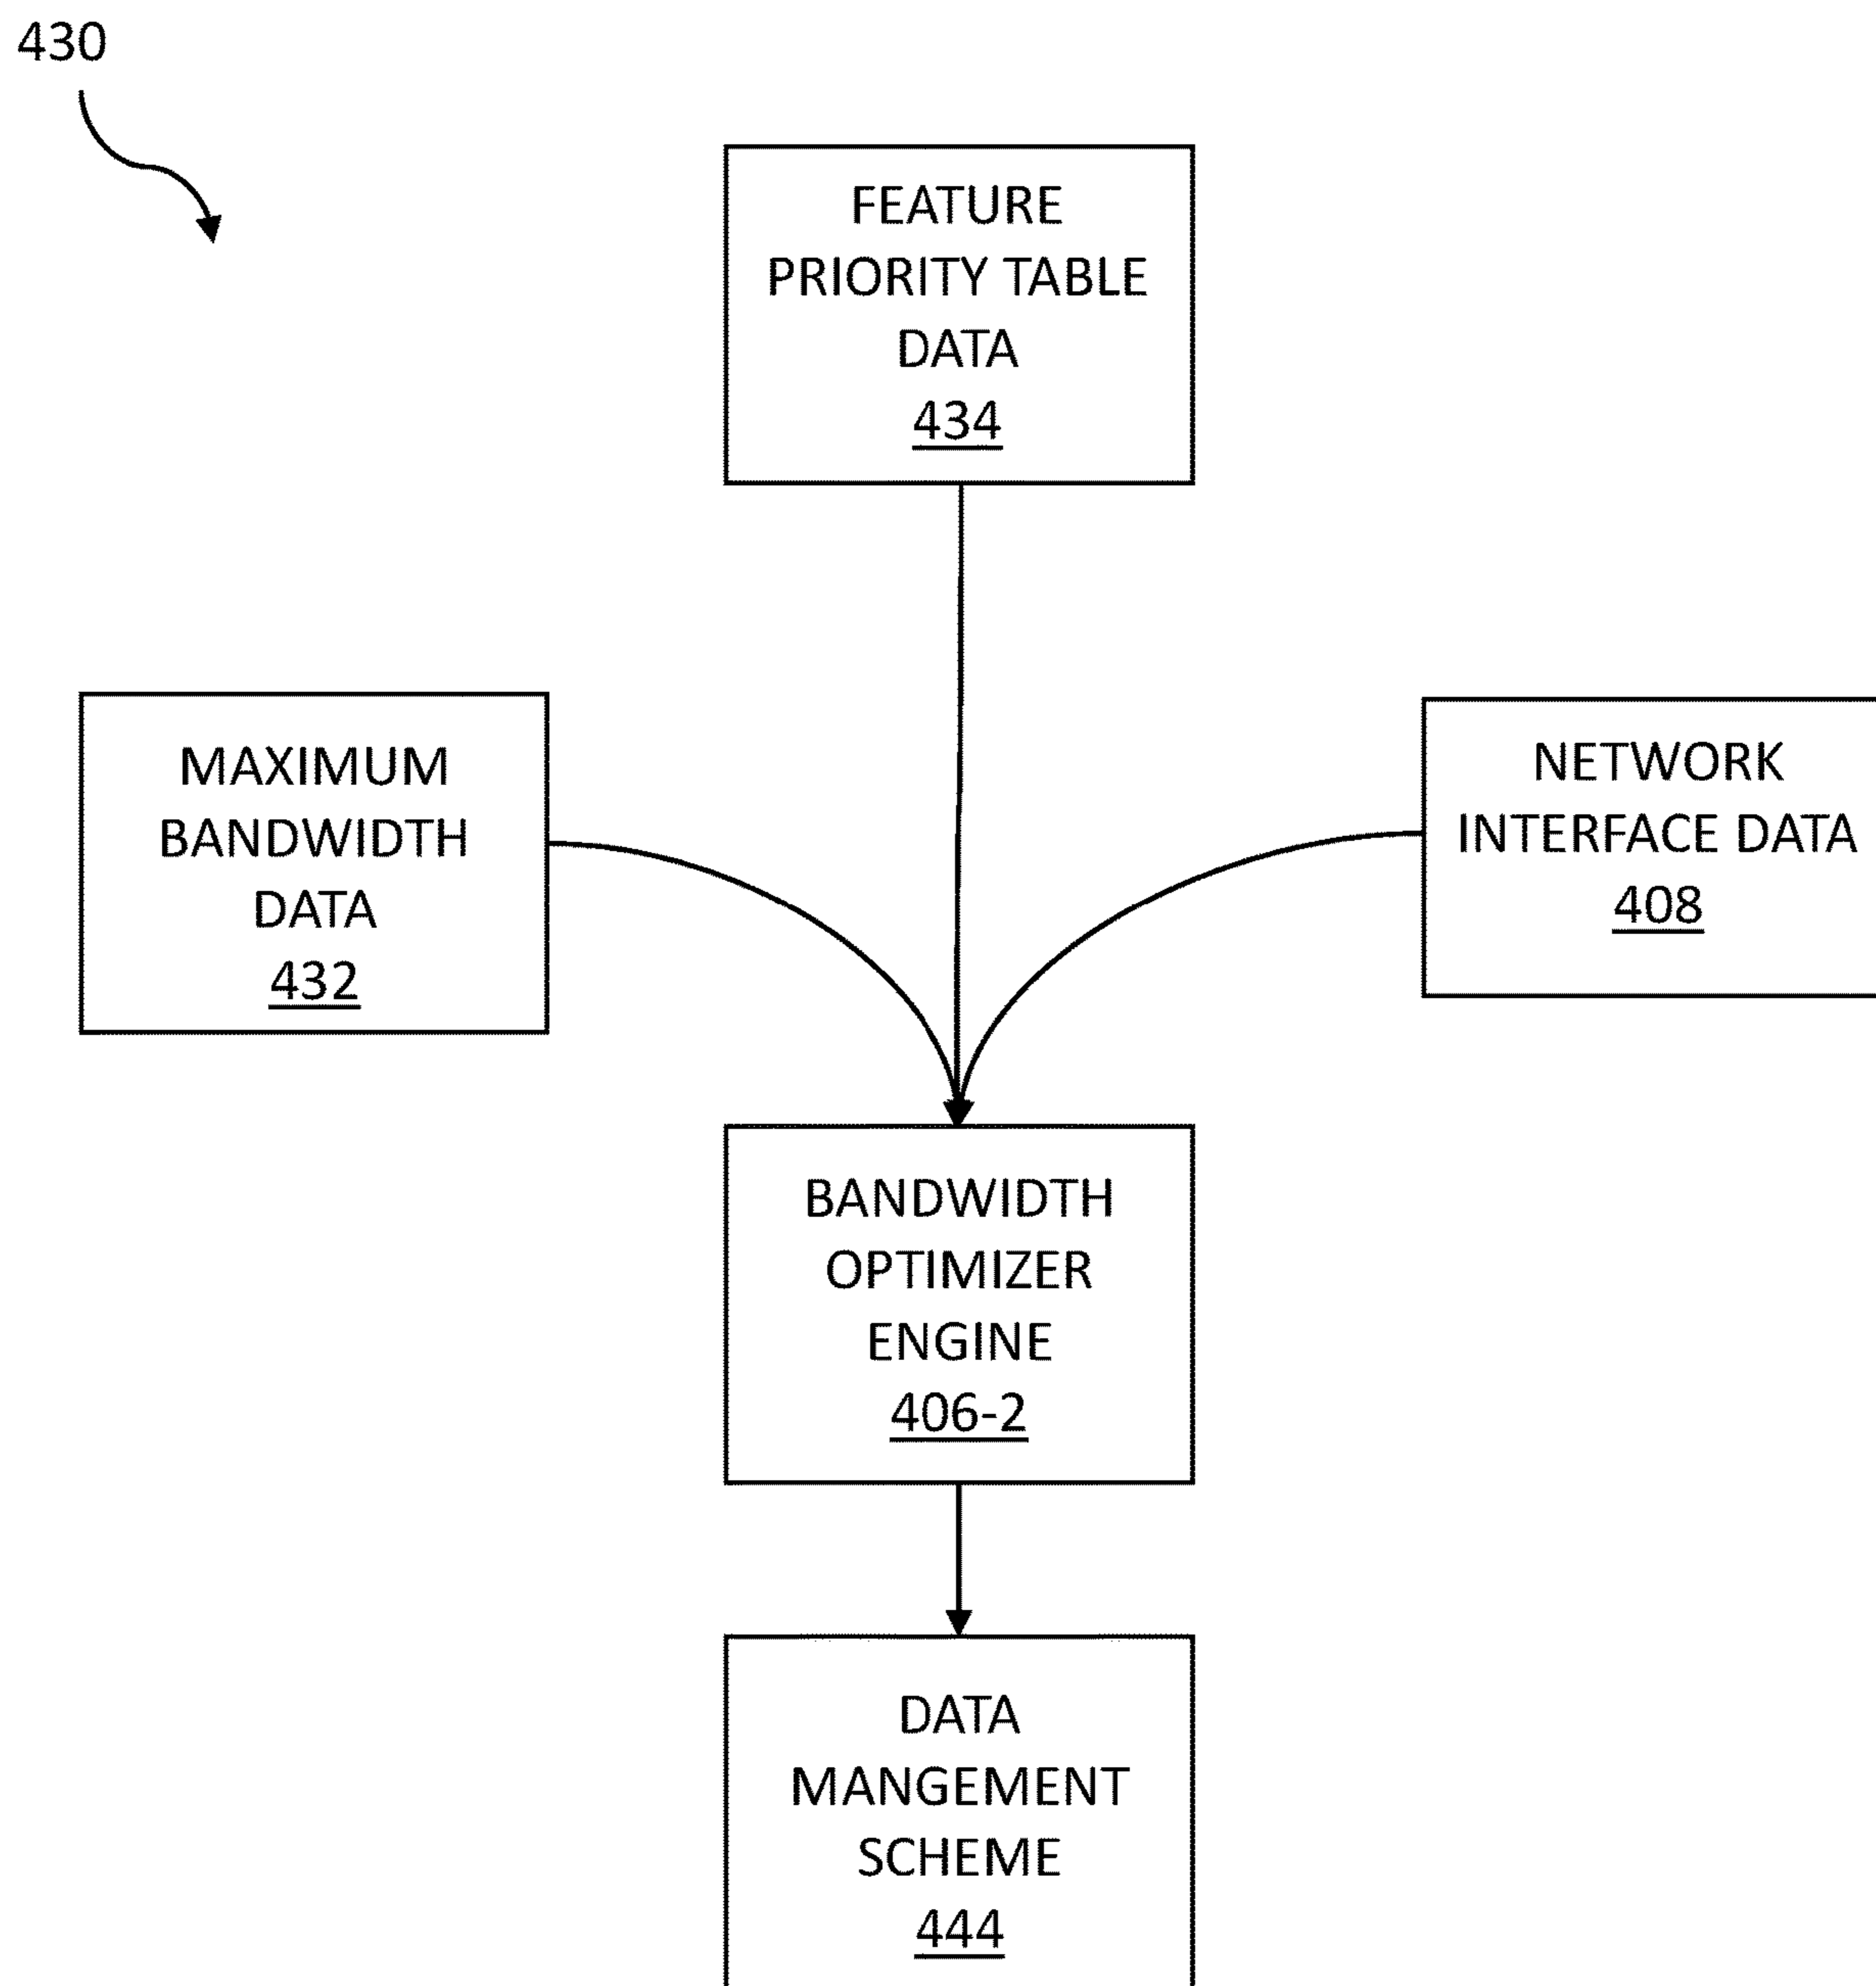 430
FEATURE
PRIORITY TABLE
DATA
434
MAXIMUM
BANDWIDTH
DATA
432
NETWORK
INTERFACE DATA
408
BANDWIDTH
OPTIMIZER
ENGINE
406-2
DATA
MANGEMENT
SCHEME
444